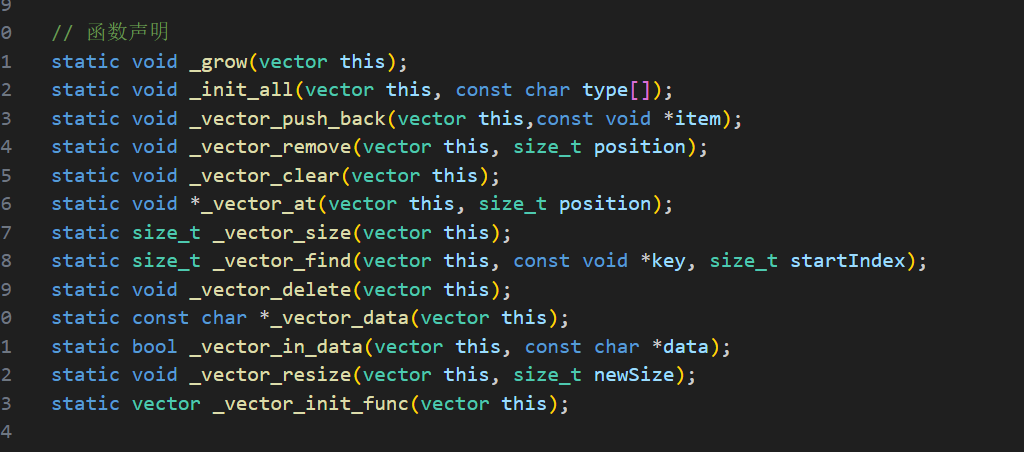 9
0 // 函数声明
1 static void _grow(vector this);
2 static void _init_all(vector this, const char type[]);
3 static void _vector_push_back(vector this,const void *item);
4 static void _vector_remove(vector this, size_t position);
5 static void _vector_clear(vector this);
6 static void *_vector_at(vector this, size_t position);
7 static size_t _vector_size(vector this);
8 static size_t _vector_find(vector this, const void *key, size_t startIndex);
9 static void _vector_delete(vector this);
0 static const char *_vector_data(vector this);
1 static bool _vector_in_data(vector this, const char *data);
2 static void _vector_resize(vector this, size_t newSize);
3 static vector _vector_init_func(vector this);
4